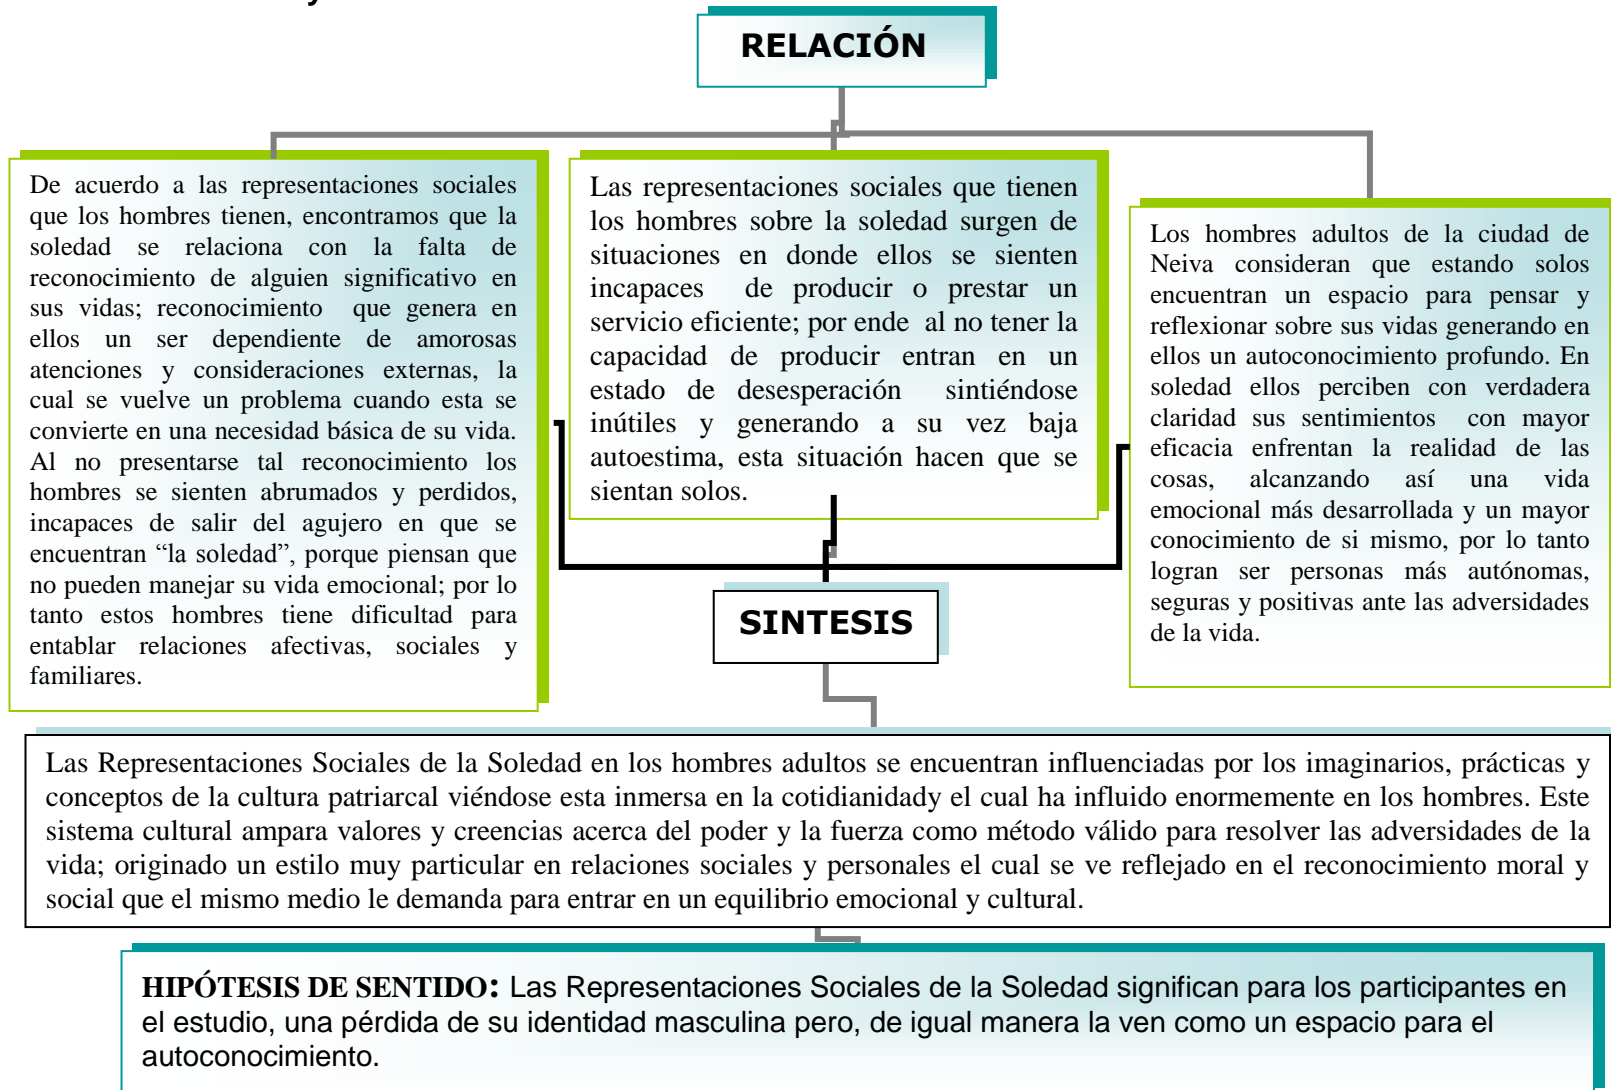 RELACIÓN
De acuerdo a las representaciones sociales
que los hombres tienen, encontramos que la
soledad se relaciona con la falta de
reconocimiento de alguien significativo en
sus vidas; reconocimiento que genera en
ellos un ser dependiente de amorosas
atenciones y consideraciones externas, la
cual se vuelve un problema cuando esta se
convierte en una necesidad básica de su vida.
Al no presentarse tal reconocimiento los
hombres se sienten abrumados y perdidos,
incapaces de salir del agujero en que se
encuentran “la soledad”, porque piensan que
no pueden manejar su vida emocional; por lo
tanto estos hombres tiene dificultad para
entablar relaciones afectivas, sociales y
familiares.
Las representaciones sociales que tienen
los hombres sobre la soledad surgen de
situaciones en donde ellos se sienten
incapaces de producir o prestar un
servicio eficiente; por ende al no tener la
capacidad de producir entran en un
estado de desesperación sintiéndose
inútiles y generando a su vez baja
autoestima, esta situación hacen que se
sientan solos.
Los hombres adultos de la ciudad de
Neiva consideran que estando solos
encuentran un espacio para pensar y
reflexionar sobre sus vidas generando en
ellos un autoconocimiento profundo. En
soledad ellos perciben con verdadera
claridad sus sentimientos con mayor
eficacia enfrentan la realidad de las
cosas, alcanzando así una vida
emocional más desarrollada y un mayor
conocimiento de si mismo, por lo tanto
logran ser personas más autónomas,
seguras y positivas ante las adversidades
de la vida.
SINTESIS
Las Representaciones Sociales de la Soledad en los hombres adultos se encuentran influenciadas por los imaginarios, prácticas y
conceptos de la cultura patriarcal viéndose esta inmersa en la cotidianidady el cual ha influido enormemente en los hombres. Este
sistema cultural ampara valores y creencias acerca del poder y la fuerza como método válido para resolver las adversidades de la
vida; originado un estilo muy particular en relaciones sociales y personales el cual se ve reflejado en el reconocimiento moral y
social que el mismo medio le demanda para entrar en un equilibrio emocional y cultural.
HIPÓTESIS DE SENTIDO: Las Representaciones Sociales de la Soledad significan para los participantes en
el estudio, una pérdida de su identidad masculina pero, de igual manera la ven como un espacio para el
autoconocimiento.